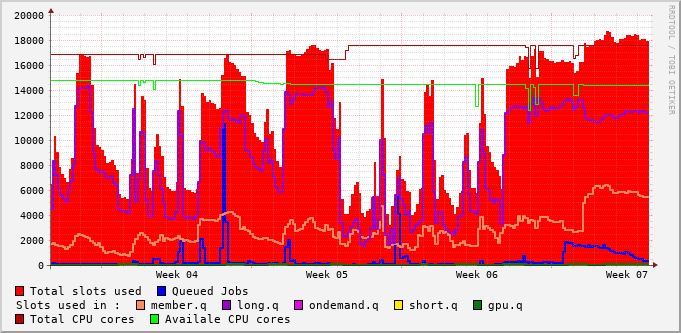 RRDTOOL / TOBI OETIKER
20000
18000
16000
14000
12000
10000
8000
6000
4000
2000
0
Week 04 Week 05 Week 06 Week 07
Total slots used Queued Jobs
Slots used in : member.q long.q ondemand.q short.q gpu.q
Total CPU cores Availale CPU cores